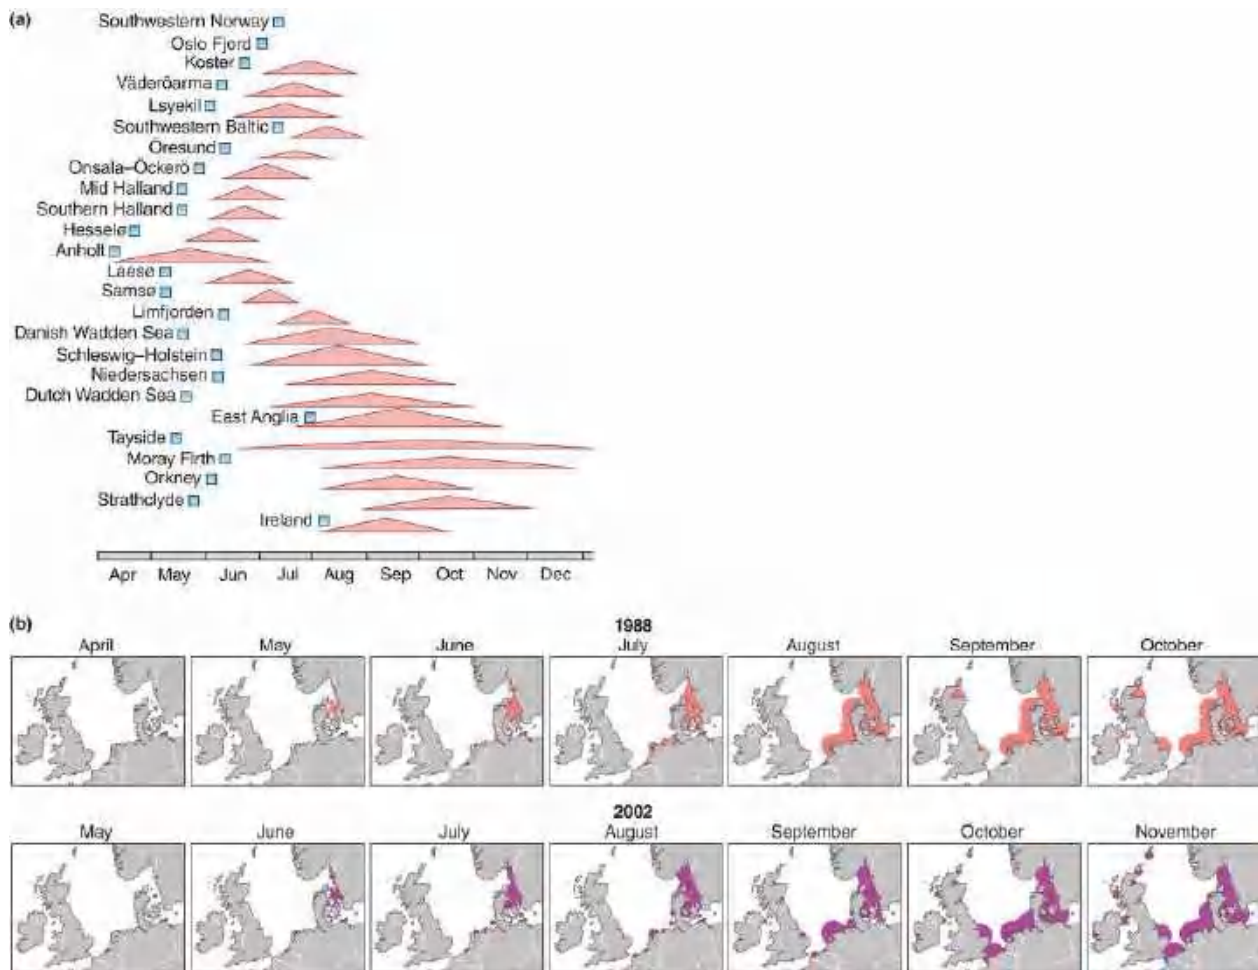 (a)
Southwestern Norway
Oslo Fjord
Koster
Väderöarma
Lsyekil
Southwestern Baltic
Öresund
Onsala–Öckerö
Mid Halland
Southern Halland
Hesselø
Anholt
Laesø
Samsø
Limfjorden
Danish Wadden Sea
Schleswig–Holstein
Niedersachsen
Dutch Wadden Sea
East Anglia
Tayside
Moray Firth
Orkney
Strathclyde
Ireland
Apr May Jun Jul Aug Sep Oct Nov Dec
(b)
1988
April May June July August September October
2002
May June July August September October November